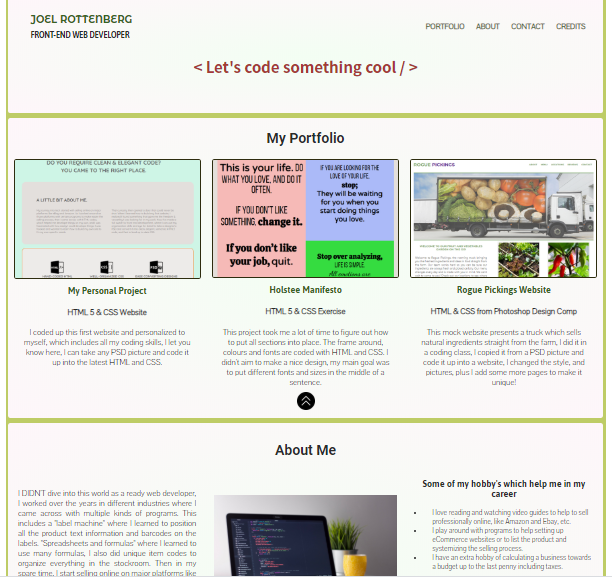 JOEL ROTTENBERG
FRONT-END WEB DEVELOPER
PORTFOLIO ABOUT CONTACT CREDITS
< Let's code something cool / >
My Portfolio
DO YOU REQUIRE CLEAN & ELEGANT CODE?
YOU CAME TO THE RIGHT PLACE.
A LITTLE BIT ABOUT ME.
This is your life. DO
WHAT YOU LOVE, AND DO IT
OFTEN.
IF YOU DON'T LIKE
SOMETHING, change it.
If you don't like
your job, quit.
IF YOU ARE LOOKING FOR THE
LOVE OF YOUR LIFE,
stop;
They will be waiting
for you when you
start doing things
you love.
Stop over analyzing,
LIFE IS SIMPLE.
All emotions are
ROGUE PICKINGS
My Personal Project
HTML 5 & CSS Website
I coded up this first website and personalized to
myself, which includes all my coding skills, I let you
know here, I can take any PSD picture and code it
up into the latest HTML and CSS.
Holstee Manifesto
HTML 5 & CSS Exercise
This project took me a lot of time to figure out how
to put all sections into place. The frame around,
colours and fonts are coded with HTML and CSS. I
didn't aim to make a nice design, my main goal was
to put different fonts and sizes in the middle of a
sentence.
Rogue Pickings Website
HTML & CSS from Photoshop Design Comp
This mock website presents a truck which sells
natural ingredients straight from the farm, I did it in
a coding class, I copied it from a PSD picture and
code it up into a website, I changed the style, and
pictures, plus I add some more pages to make it
unique!
About Me
I DIDN'T dive into this world as a ready web developer,
I worked over the years in different industries where I
came across with multiple kinds of programs. This
includes a "label machine" where I learned to position
all the product text information and barcodes on the
labels. "Spreadsheets and formulas" where I learned to
use many formulas, I also did unique item codes to
organize everything in the stockroom. Then in my
spare time, I start selling online on major platforms like
Some of my hobby's which help me in my
career
I love reading and watching video guides to help to sell
professionally online, like Amazon and Ebay, etc.
I play around with programs to help setting up
eCommerce websites or to list the product and
systemizing the selling process.
I have an extra hobby of calculating a business towards
a budget up to the last penny including taxes.